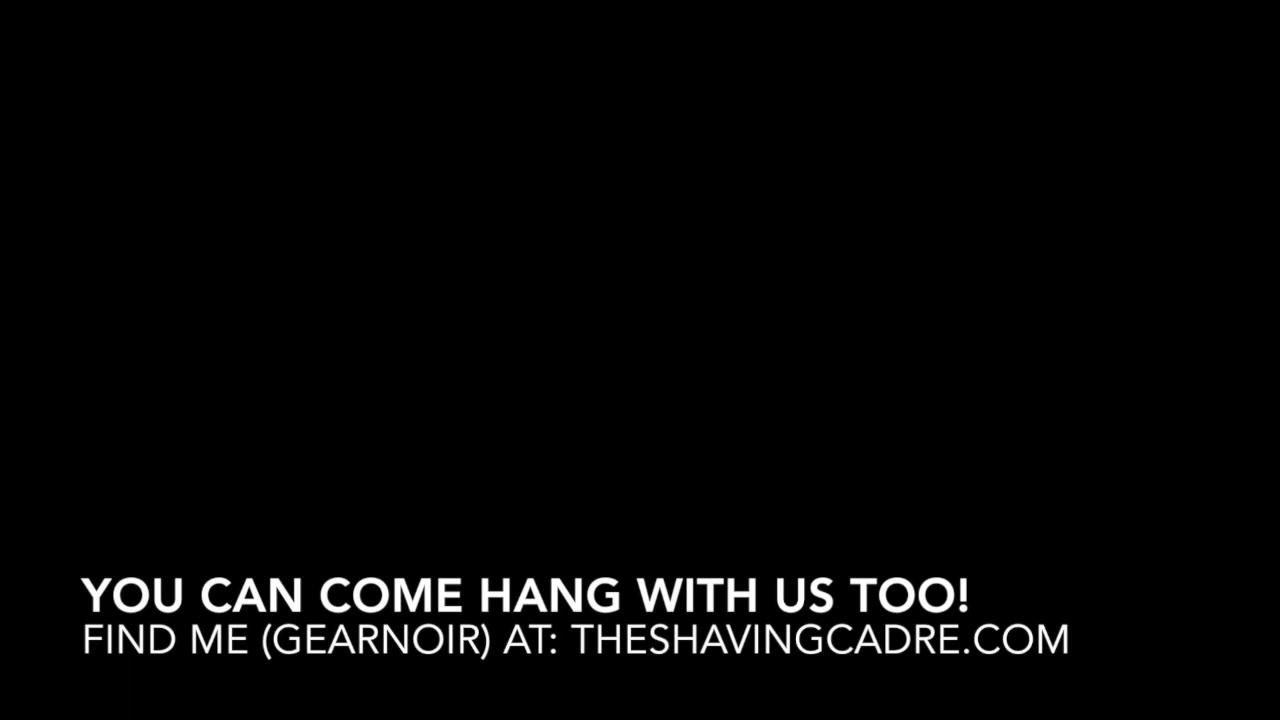 YOU CAN COME HANG WITH US TOO!
FIND ME (GEARNOIR) AT: THESHAVINGCADRE.COM